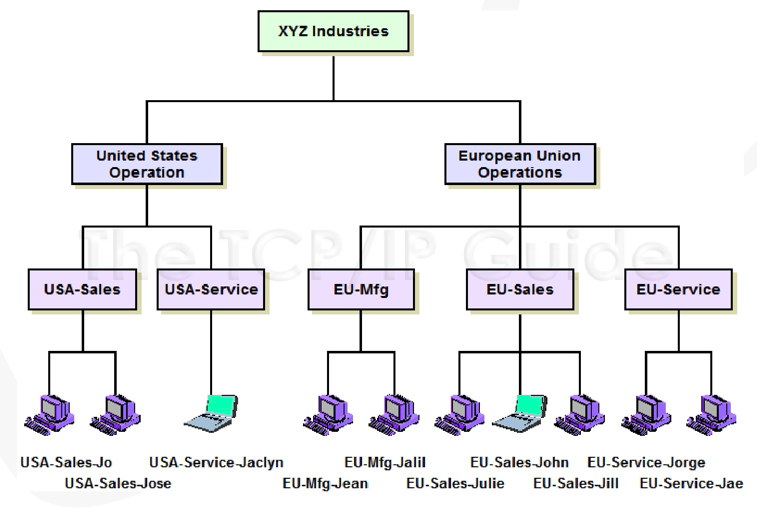 XYZ Industries
United States
Operation
European Union
Operations
The TCP/IP Guide
USA-Sales
USA-Service
EU-Mfg
EU-Sales
EU-Service
USA-Sales-Jo
USA-Service-Jaclyn
EU-Mfg-Jalil
EU-Sales-John
EU-Service-Jorge
USA-Sales-Jose
EU-Mfg-Jean
EU-Sales-Julie
EU-Sales-Jill
EU-Service-Jae